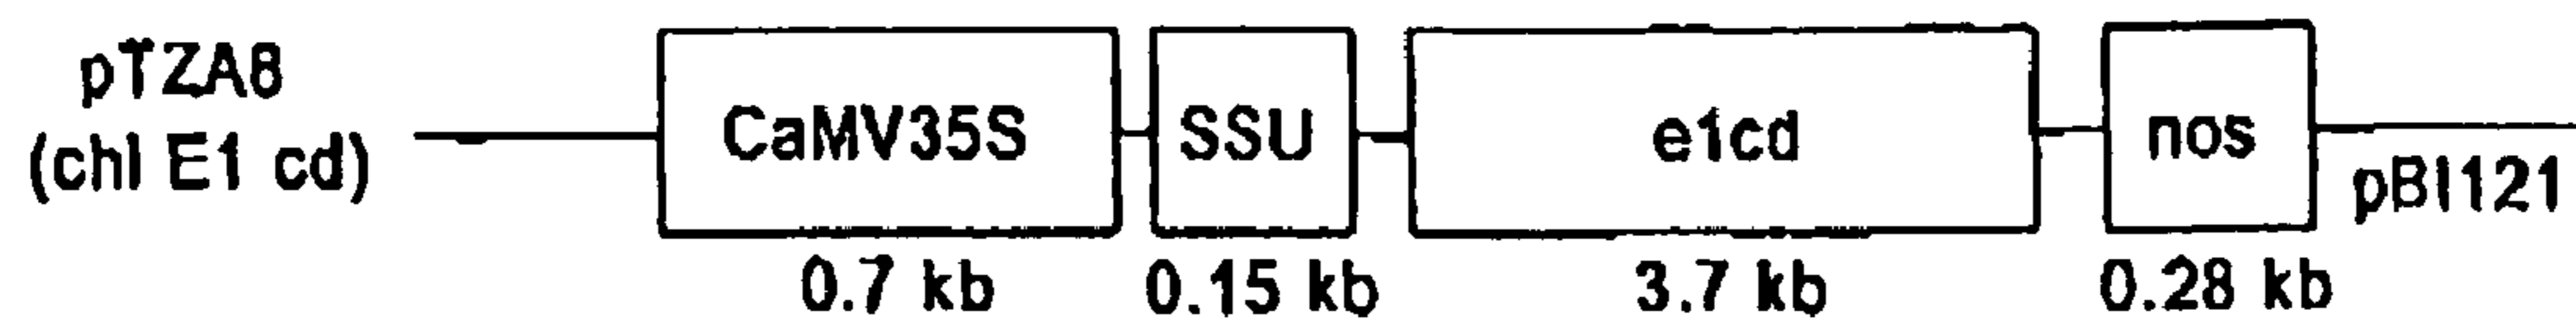 pTZA8
(chl E1 cd)
CaMV35S
SSU
e1cd
nos
pBI121
0.7 kb
0.15 kb
3.7 kb
0.28 kb